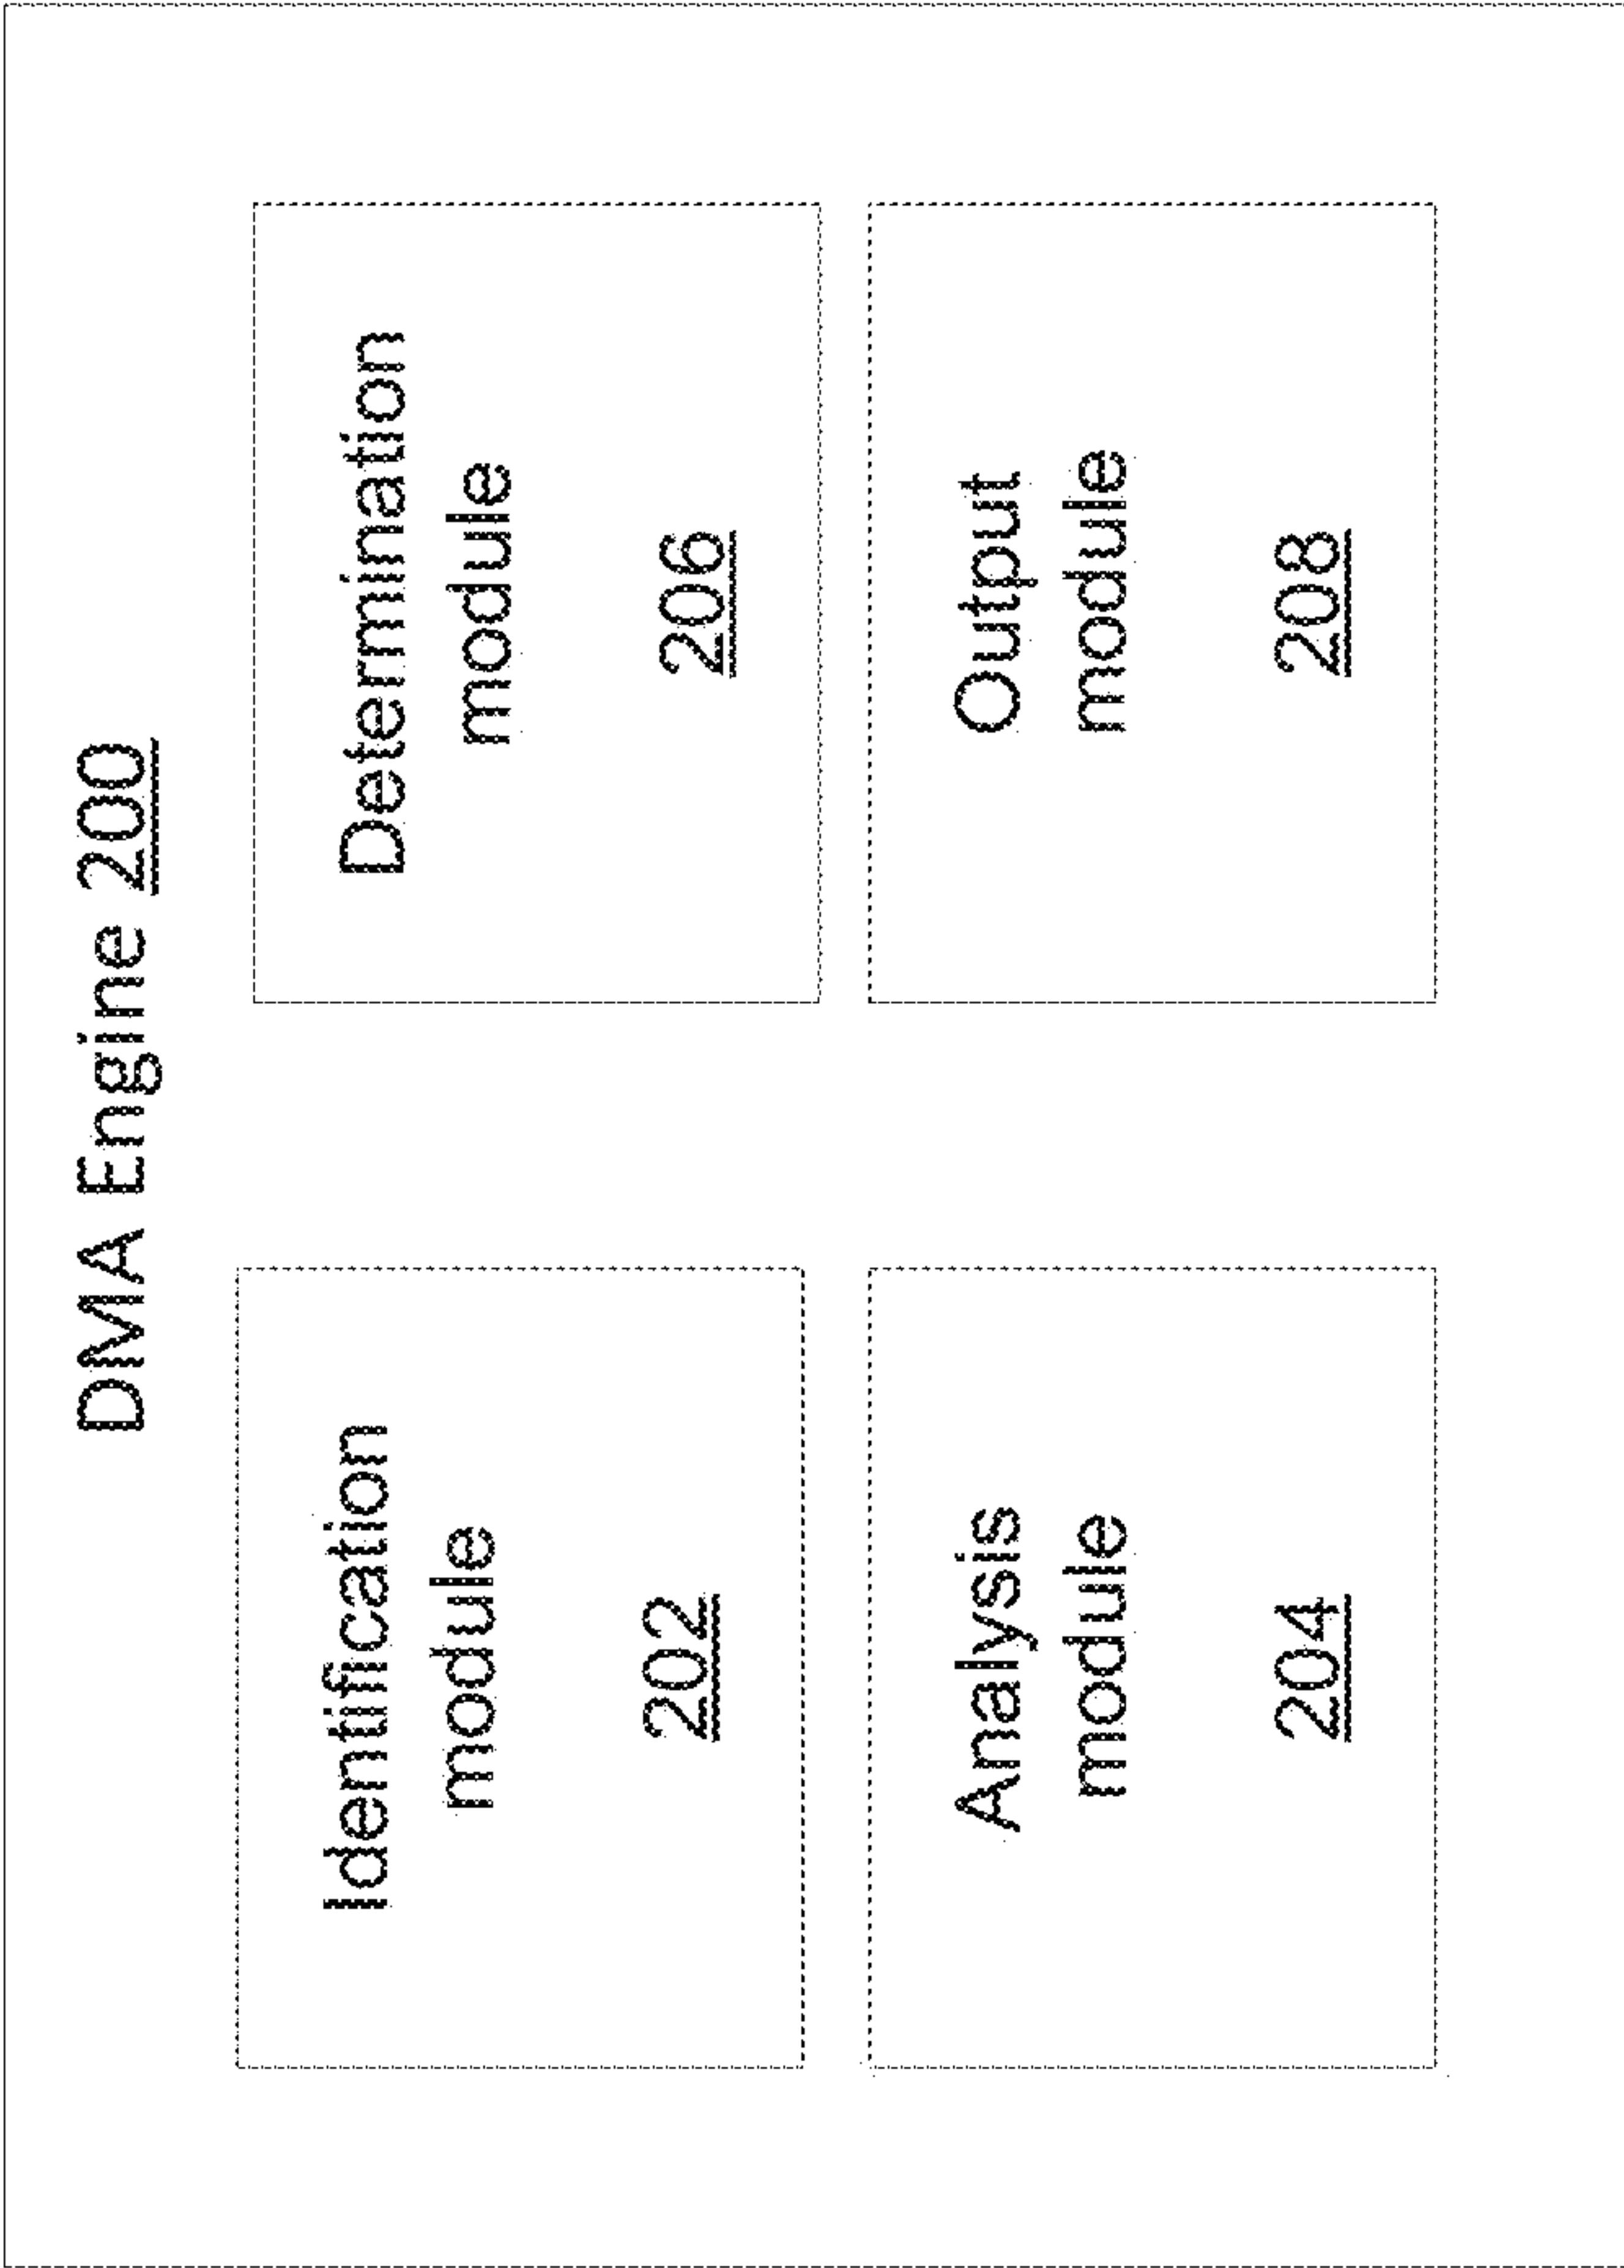 DMA Engine 200
Identification
module
202
Determination
module
206
Analysis
module
204
Output
module
208